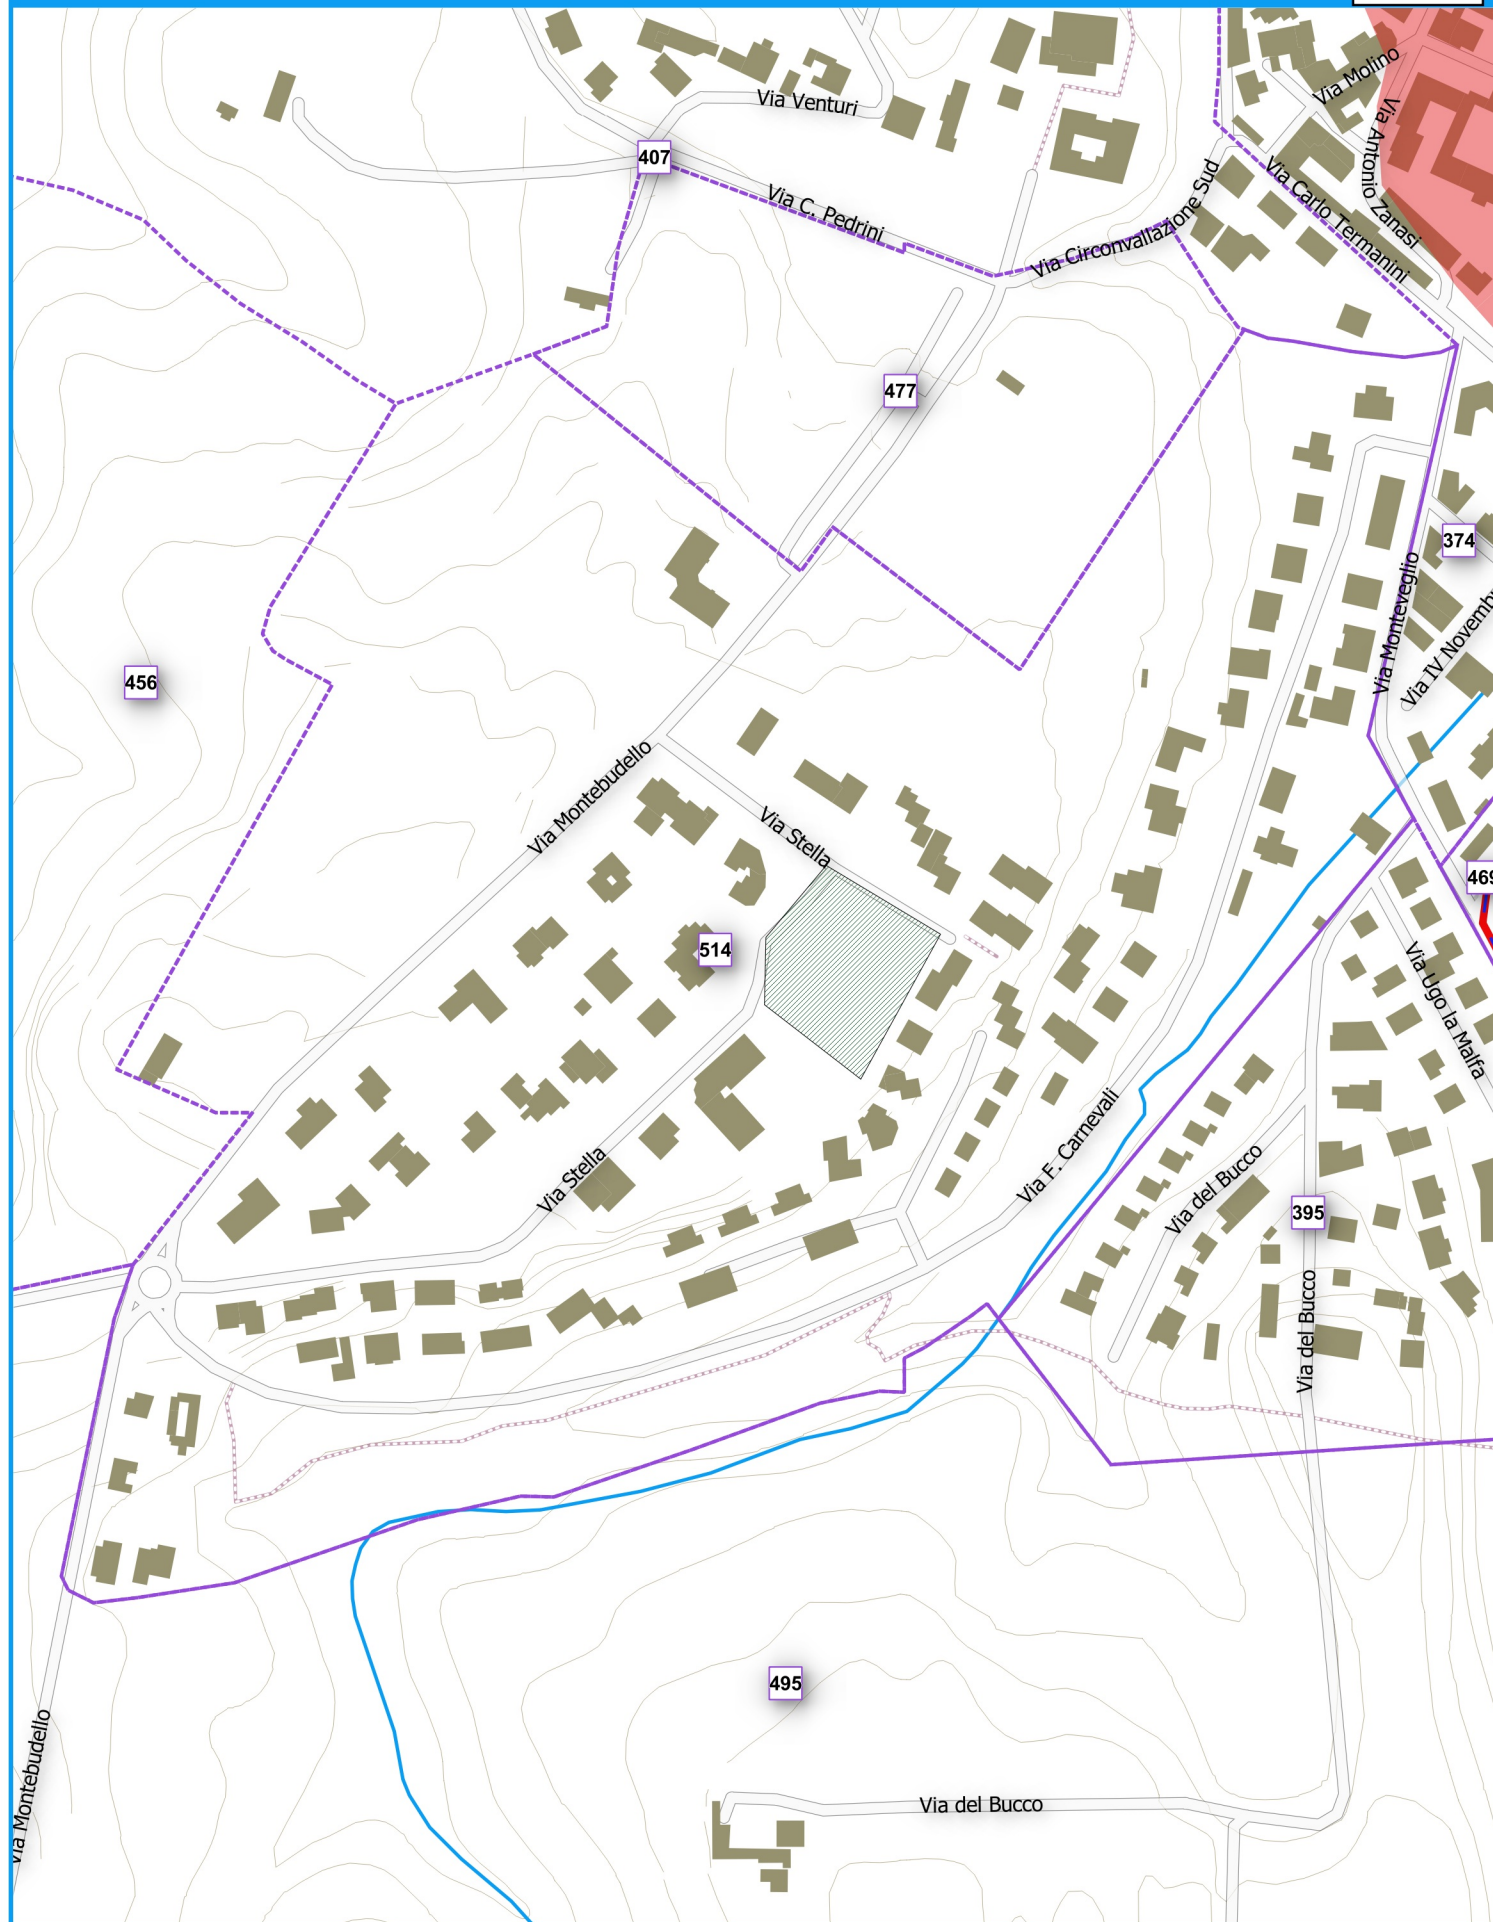 Via Molino
Via Venturi
Via Antonio Zanasi
407
Via C. Pedrini
Via Carlo Termanini
Via Circonvallazione Sud
477
374
Via Monteveglio
Via IV Novemb
456
Via Montebudello
Via Stella
469
514
Via Ugo la Malfa
Via F. Carnevali
Via Stella
Via del Bucco
395
Via del Bucco
495
Via Montebudello
Via del Bucco